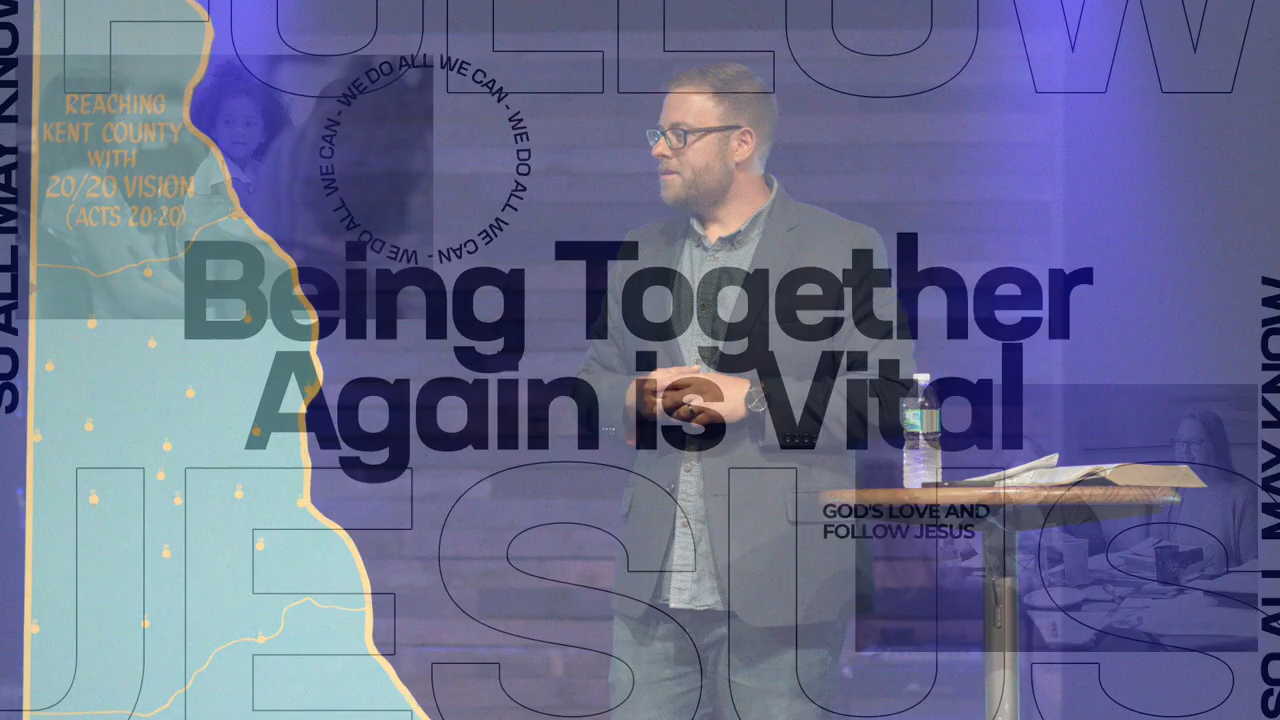 FOLLOW
SO ALL MAY KNOW
REACHING
KENT COUNTY
WITH
20/20 VISION
(ACTS 20:20)
WE DO ALL WE CAN - WE DO ALL WE CAN - WE DO ALL WE CAN -
Being Together
Again is Vital
GOD'S LOVE AND
FOLLOW JESUS
JESUS
SO ALL MAY KNOW